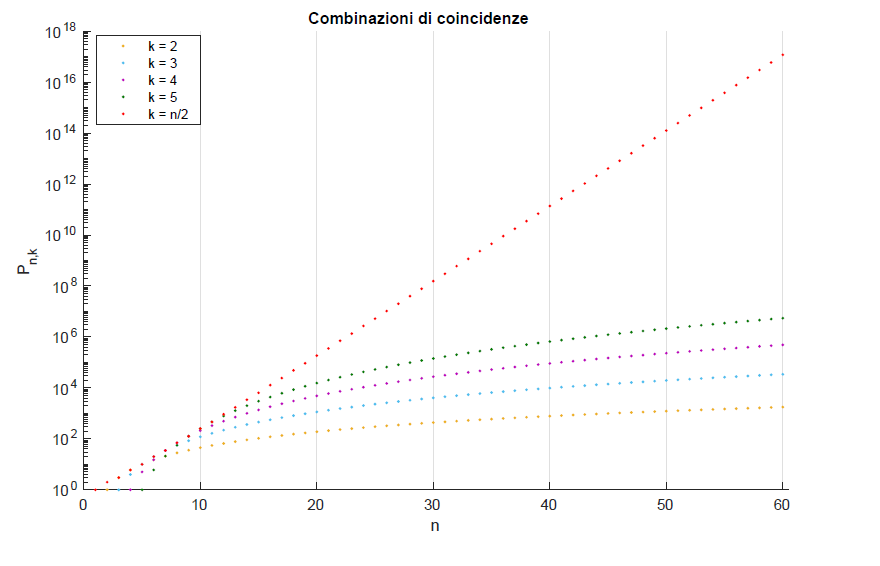 Combinazioni di coincidenze
k = 2
k = 3
k = 4
k = 5
k = n/2
10^18
10^16
10^14
10^12
10^10
10^8
10^6
10^4
10^2
10^0
P_n,k
0 10 20 30 40 50 60
n